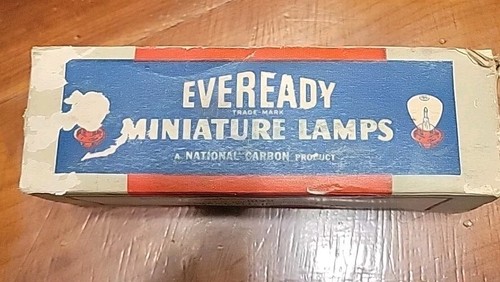 EVEREADY
TRADE-MARK
MINIATURE LAMPS
A NATIONAL CARBON PRODUCT